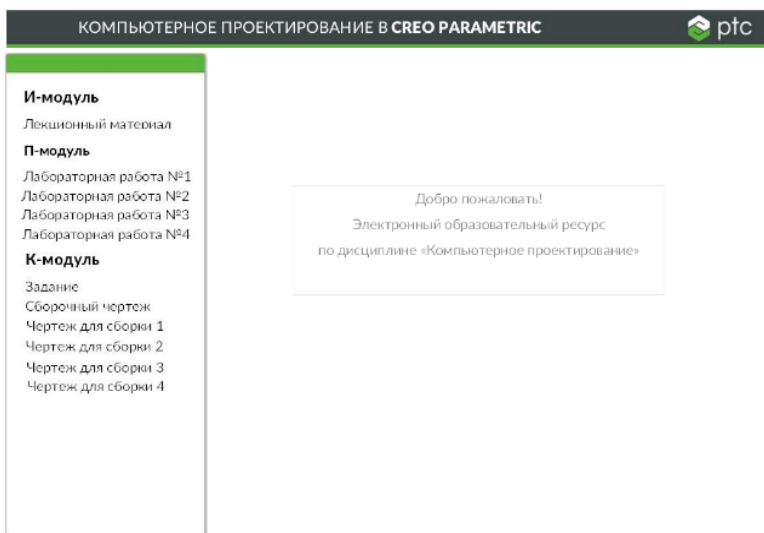 КОМПЬЮТЕРНОЕ ПРОЕКТИРОВАНИЕ В CREO PARAMETRIC
ptc
И-модуль
Лекционный материал
П-модуль
Лабораторная работа №1
Лабораторная работа №2
Лабораторная работа №3
Лабораторная работа №4
К-модуль
Задание
Сборочный чертеж
Чертеж для сборки 1
Чертеж для сборки 2
Чертеж для сборки 3
Чертеж для сборки 4
Добро пожаловать!
Электронный образовательный ресурс
по дисциплине «Компьютерное проектирование»